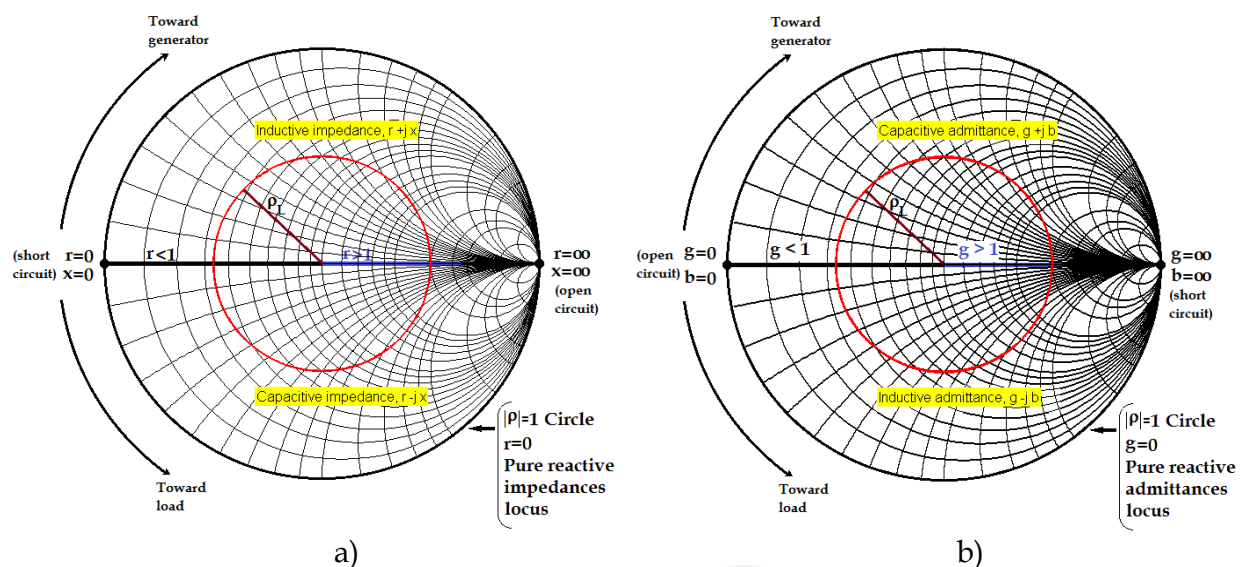 Toward
generator
Inductive impedance, r +j x
ρL
(short
circuit)
r=0
x=0
r<1
r>1
r=∞
x=∞
(open
circuit)
Capacitive impedance, r -j x
|ρ|=1 Circle
r=0
Pure reactive
impedances
locus
Toward
load
a)
Toward
generator
Capacitive admittance, g +j b
ρL
(open
circuit)
g=0
b=0
g < 1
g > 1
g=∞
b=∞
(short
circuit)
Inductive admittance, g -j b
|ρ|=1 Circle
g=0
Pure reactive
admittances
locus
Toward
load
b)